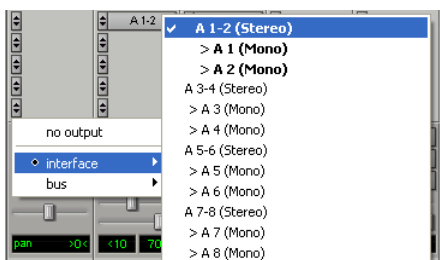 A 1-2
A 1-2 (Stereo)
> A 1 (Mono)
> A 2 (Mono)
A 3-4 (Stereo)
> A 3 (Mono)
> A 4 (Mono)
A 5-6 (Stereo)
> A 5 (Mono)
> A 6 (Mono)
A 7-8 (Stereo)
> A 7 (Mono)
> A 8 (Mono)
no output
interface
bus
pan >0< <10 70